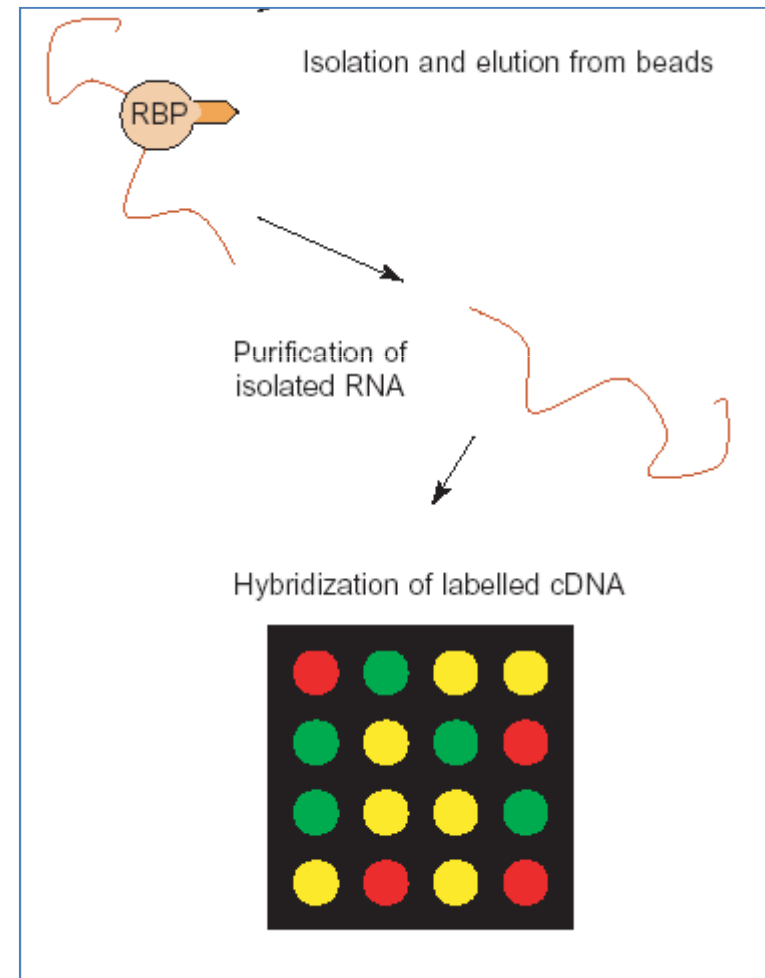 Isolation and elution from beads
RBP
Purification of
isolated RNA
Hybridization of labelled cDNA